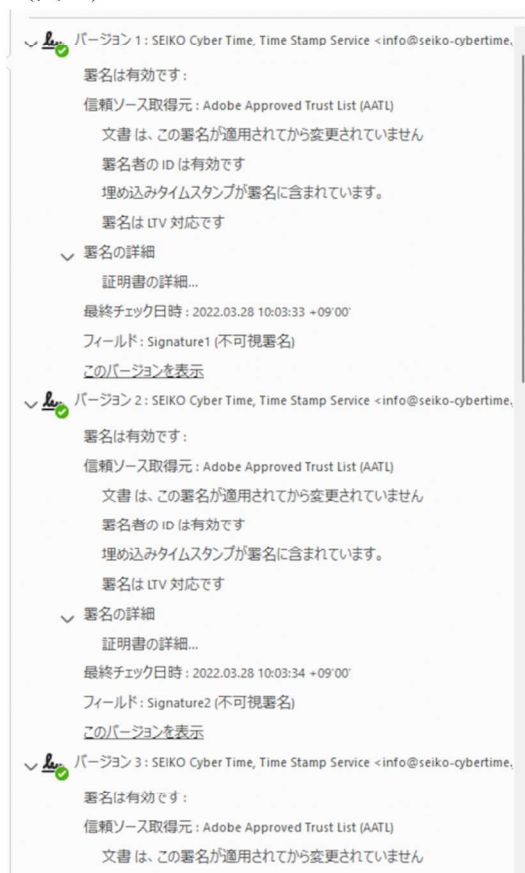 バージョン 1 : SEIKO Cyber Time, Time Stamp Service <info@seiko-cybertime.
署名は有効です :
信頼ソース取得元 : Adobe Approved Trust List (AATL)
文書 は、この署名が適用されてから変更されていません
署名者の ID は有効です
埋め込みタイムスタンプが署名に含まれています。
署名は LTV 対応です
署名の詳細
証明書の詳細...
最終チェック日時 : 2022.03.28 10:03:33 +09'00'
フィールド : Signature1 (不可視署名)
このバージョンを表示
バージョン 2 : SEIKO Cyber Time, Time Stamp Service <info@seiko-cybertime.
署名は有効です :
信頼ソース取得元 : Adobe Approved Trust List (AATL)
文書 は、この署名が適用されてから変更されていません
署名者の ID は有効です
埋め込みタイムスタンプが署名に含まれています。
署名は LTV 対応です
署名の詳細
証明書の詳細...
最終チェック日時 : 2022.03.28 10:03:34 +09'00'
フィールド : Signature2 (不可視署名)
このバージョンを表示
バージョン 3 : SEIKO Cyber Time, Time Stamp Service <info@seiko-cybertime.
署名は有効です :
信頼ソース取得元 : Adobe Approved Trust List (AATL)
文書 は、この署名が適用されてから変更されていません